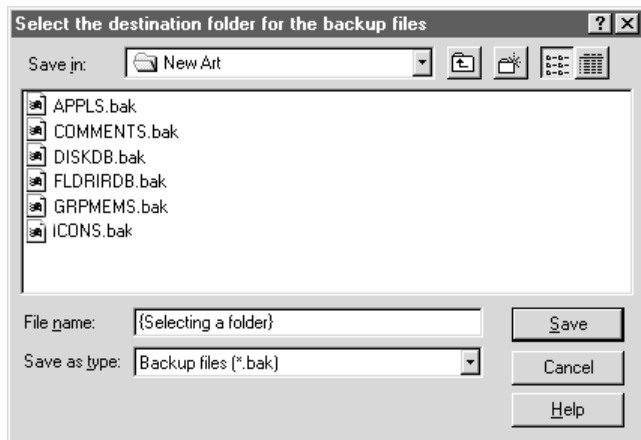 Select the destination folder for the backup files
Save in: New Art
APPLS.bak
COMMENTS.bak
DISKDB.bak
FLDRIRDB.bak
GRPMEMS.bak
ICONS.bak
File name: {Selecting a folder} Save
Save as type: Backup files (*.bak) Cancel
Help